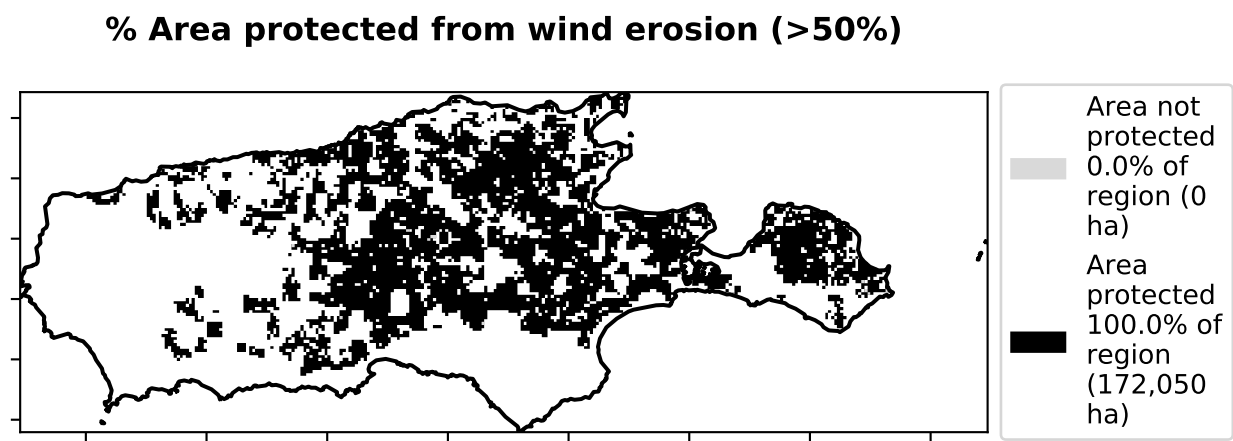 % Area protected from wind erosion (>50%)
Area not
protected
0.0% of
region (0
ha)
Area
protected
100.0% of
region
(172,050
ha)